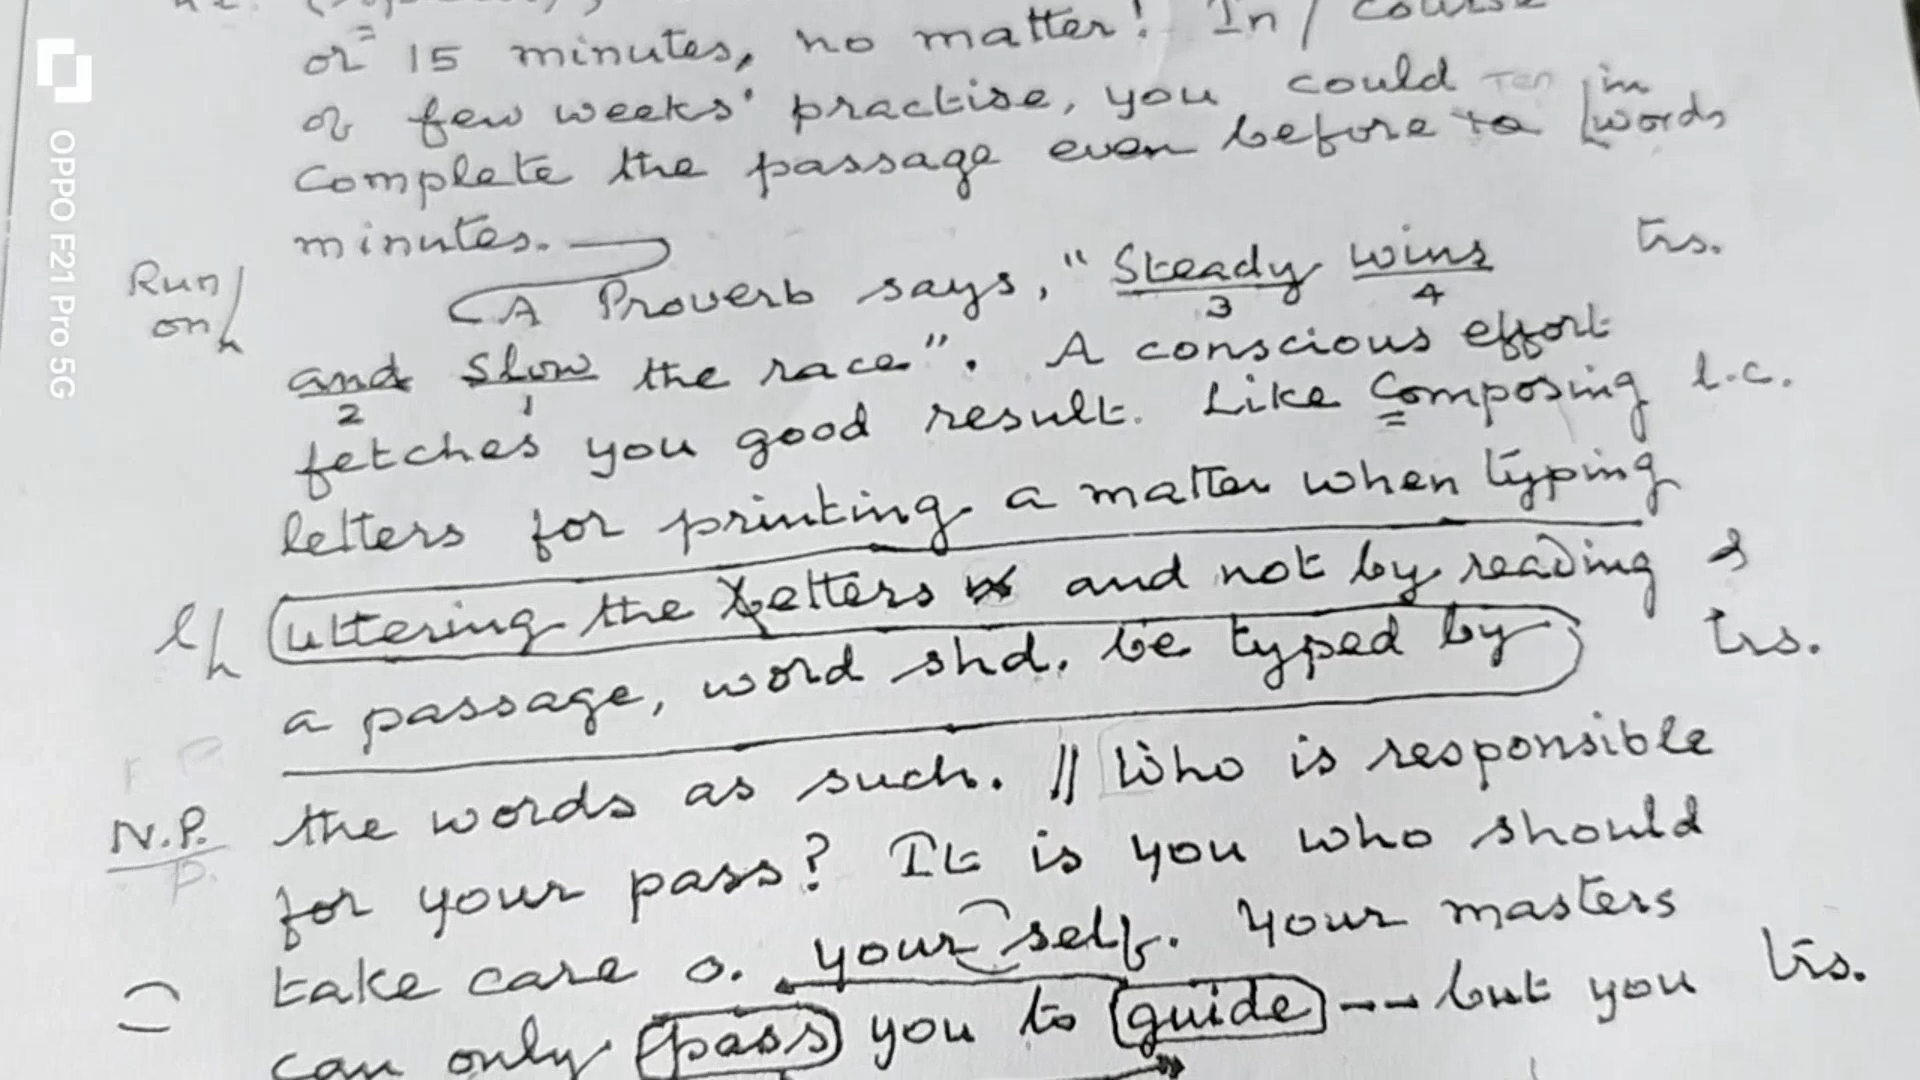 or 15 minutes, no matter! In / course
of few weeks' practise, you could in
Complete the passage even before to words
minutes.
trs.
Run on
A Proverb says, "Steady wins
3 4
and slow the race". A conscious effort
2 1
fetches you good result. Like Composing l.c.
letters for printing a matter when typing
uttering the letters and not by reading
l
a passage, word shd. be typed by trs.
N.P. the words as such. // Who is responsible
for your pass? It is you who should
take care o. your self. Your masters
can only pass you to guide -- but you trs.
OPPO F21 Pro 5G